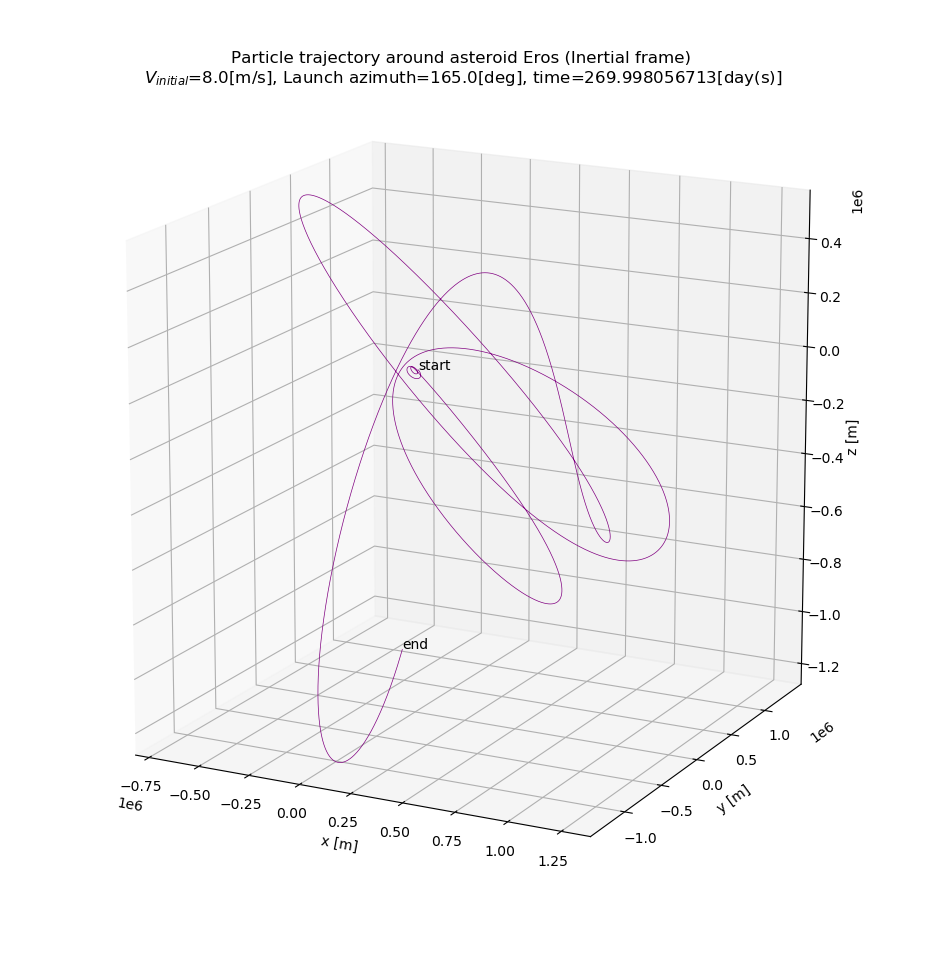 Particle trajectory around asteroid Eros (Inertial frame)
V_initial=8.0[m/s], Launch azimuth=165.0[deg], time=269.998056713[day(s)]
1e6
0.4
0.2
0.0
−0.2
−0.4
z [m]
−0.6
−0.8
−1.0
−1.2
start
end
1e6
1.0
0.5
0.0
−0.5
−1.0
y [m]
−0.75
1e6
−0.50
−0.25
0.00
0.25
0.50
0.75
1.00
1.25
x [m]